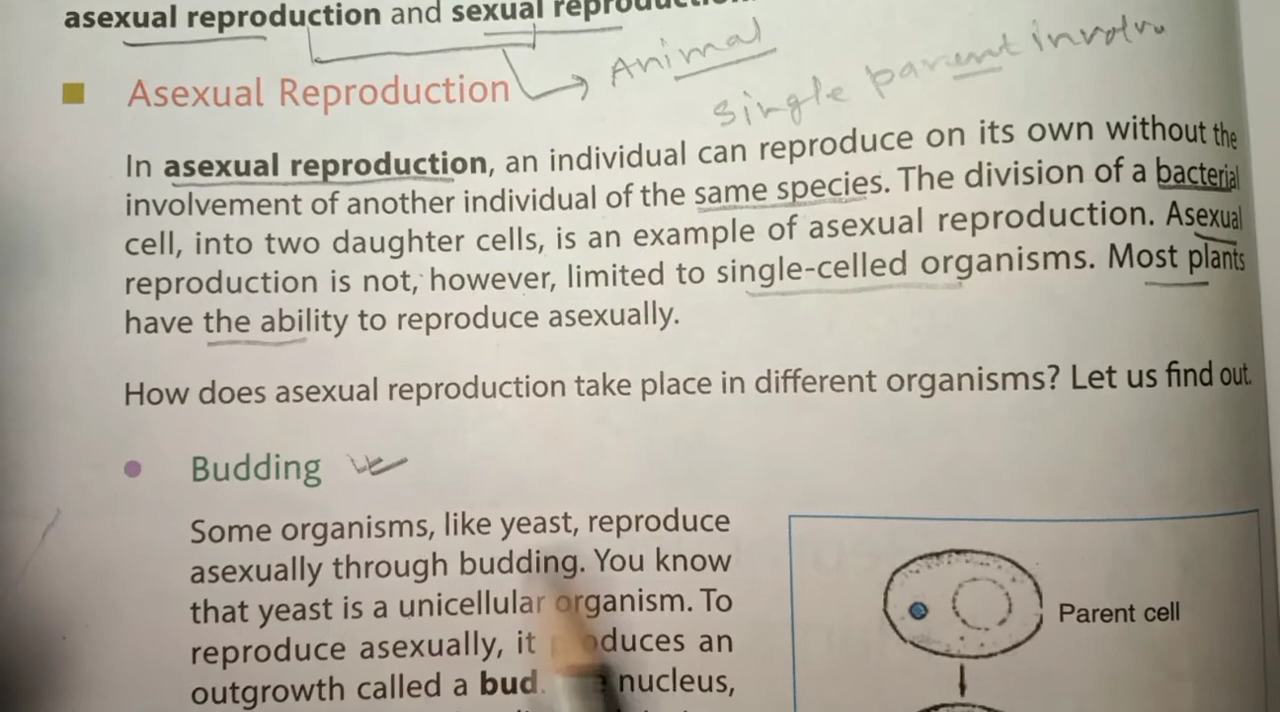 asexual reproduction and sexual reproduction.
Animal
Asexual Reproduction
single parent involv
In asexual reproduction, an individual can reproduce on its own without the
involvement of another individual of the same species. The division of a bacterial
cell, into two daughter cells, is an example of asexual reproduction. Asexual
reproduction is not, however, limited to single-celled organisms. Most plants
have the ability to reproduce asexually.
How does asexual reproduction take place in different organisms? Let us find out.
Budding
Some organisms, like yeast, reproduce
asexually through budding. You know
that yeast is a unicellular organism. To
reproduce asexually, it produces an
outgrowth called a bud. nucleus,
Parent cell